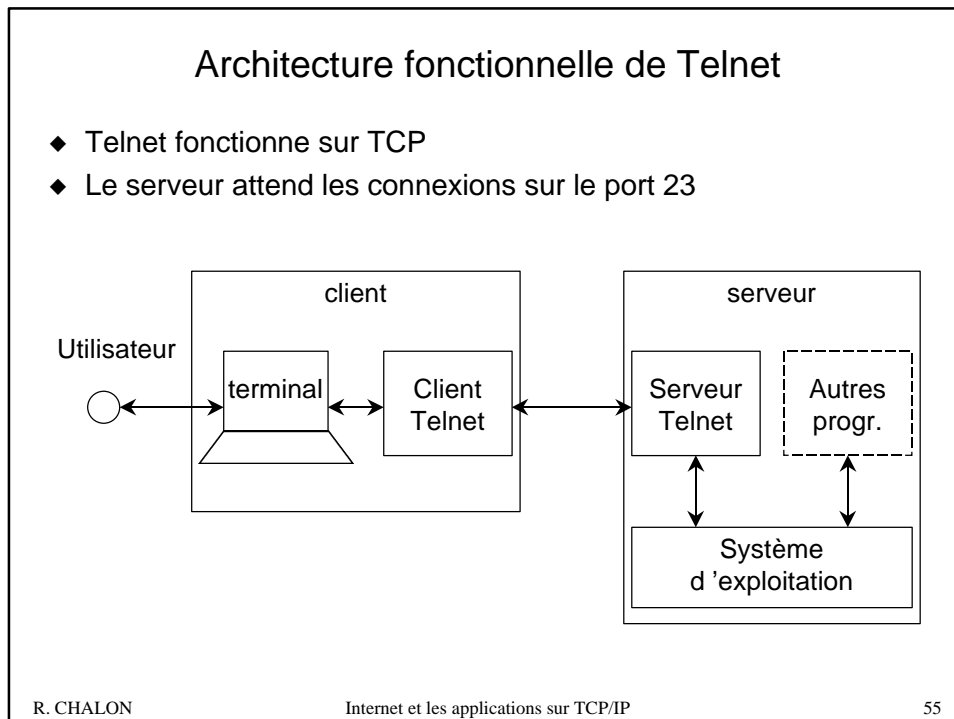 Architecture fonctionnelle de Telnet
◆ Telnet fonctionne sur TCP
◆ Le serveur attend les connexions sur le port 23
client
serveur
Utilisateur
terminal
Client
Telnet
Serveur
Telnet
Autres
progr.
Système
d ’exploitation
R. CHALON
Internet et les applications sur TCP/IP
55